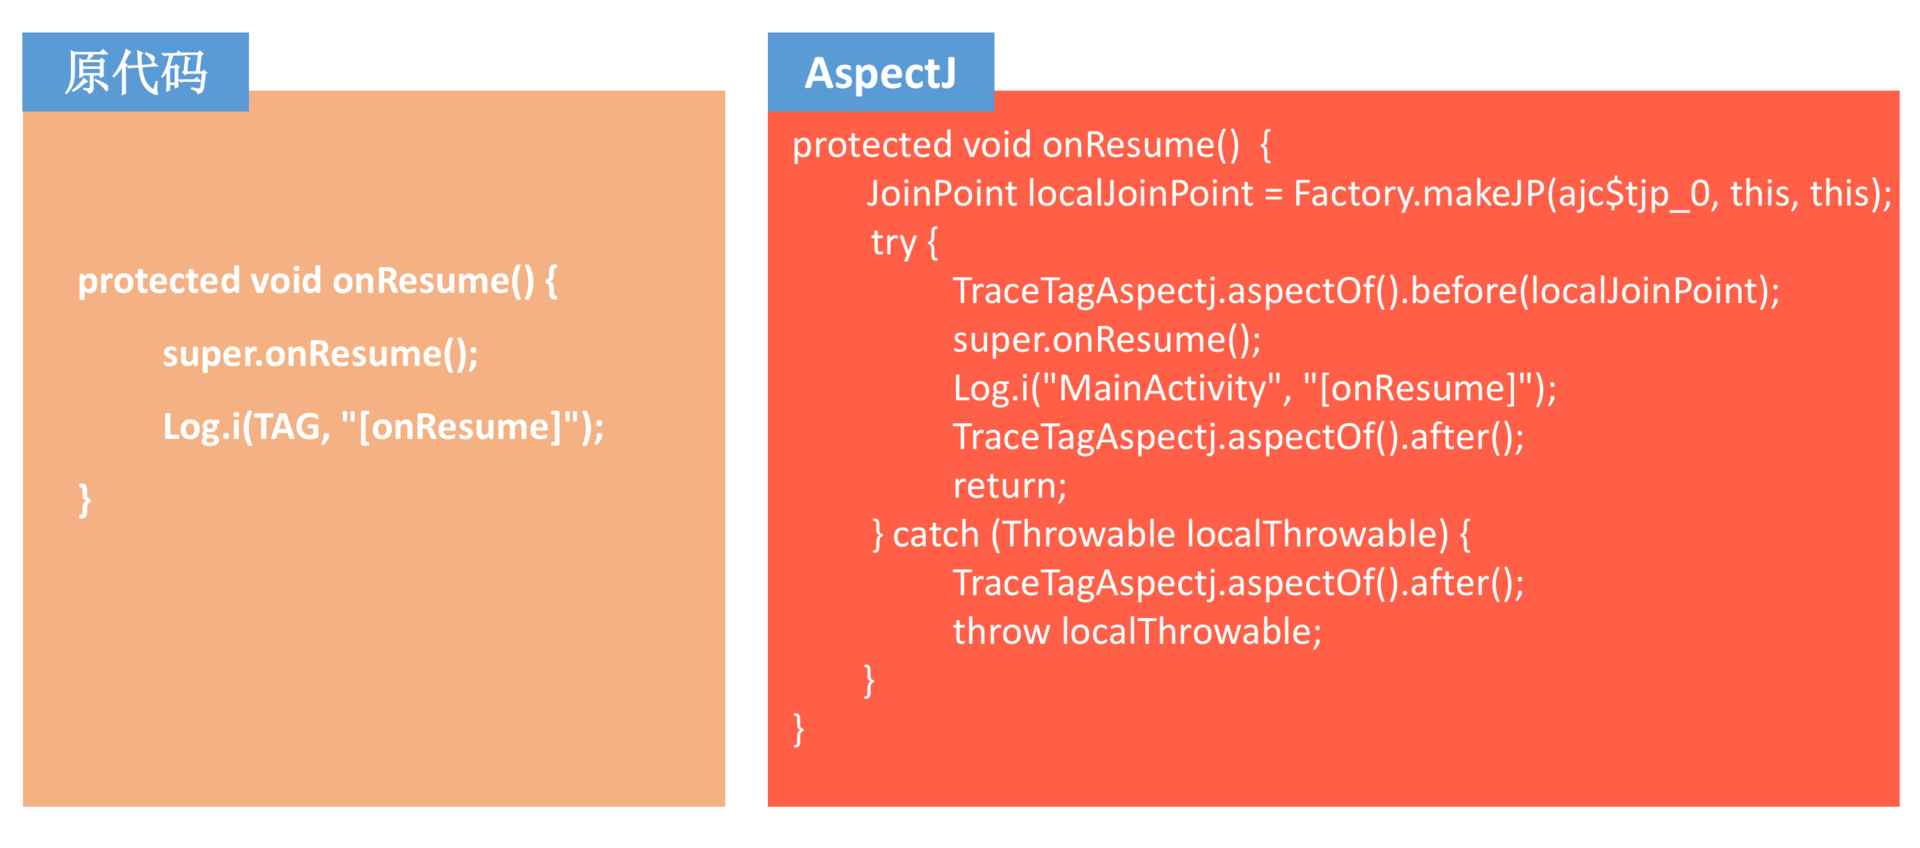 原代码
protected void onResume() {
super.onResume();
Log.i(TAG, "[onResume]");
}
AspectJ
protected void onResume() {
JoinPoint localJoinPoint = Factory.makeJP(ajc$tjp_0, this, this);
try {
TraceTagAspectj.aspectOf().before(localJoinPoint);
super.onResume();
Log.i("MainActivity", "[onResume]");
TraceTagAspectj.aspectOf().after();
return;
} catch (Throwable localThrowable) {
TraceTagAspectj.aspectOf().after();
throw localThrowable;
}
}